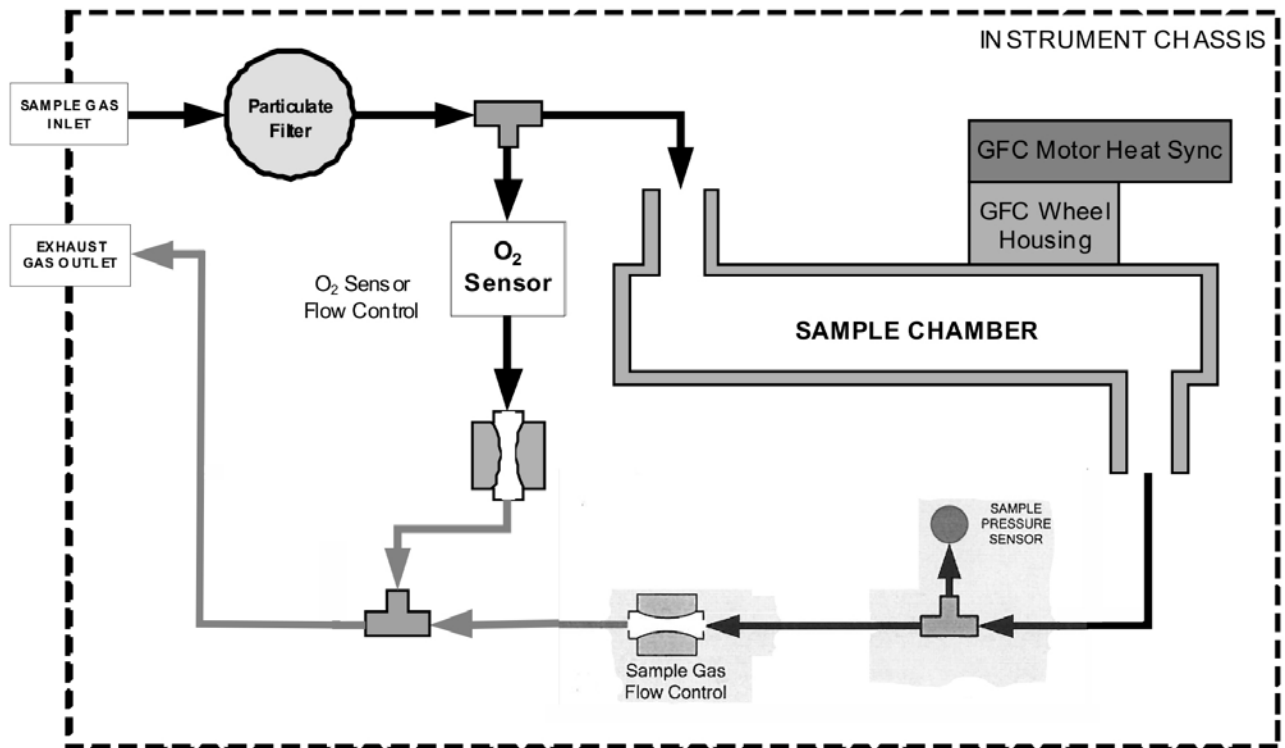 INSTRUMENT CHASSIS
SAMPLE GAS
INLET
Particulate
Filter
GFC Motor Heat Sync
GFC Wheel
Housing
EXHAUST
GAS OUTLET
O₂
Sensor
O₂ Sensor
Flow Control
SAMPLE CHAMBER
SAMPLE
PRESSURE
SENSOR
Sample Gas
Flow Control